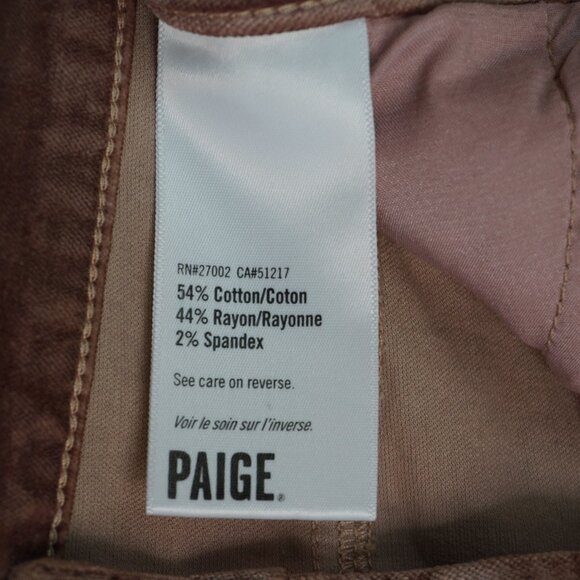 RN#27002 CA#51217
54% Cotton/Coton
44% Rayon/Rayonne
2% Spandex
See care on reverse.
Voir le soin sur l'inverse.
PAIGE®